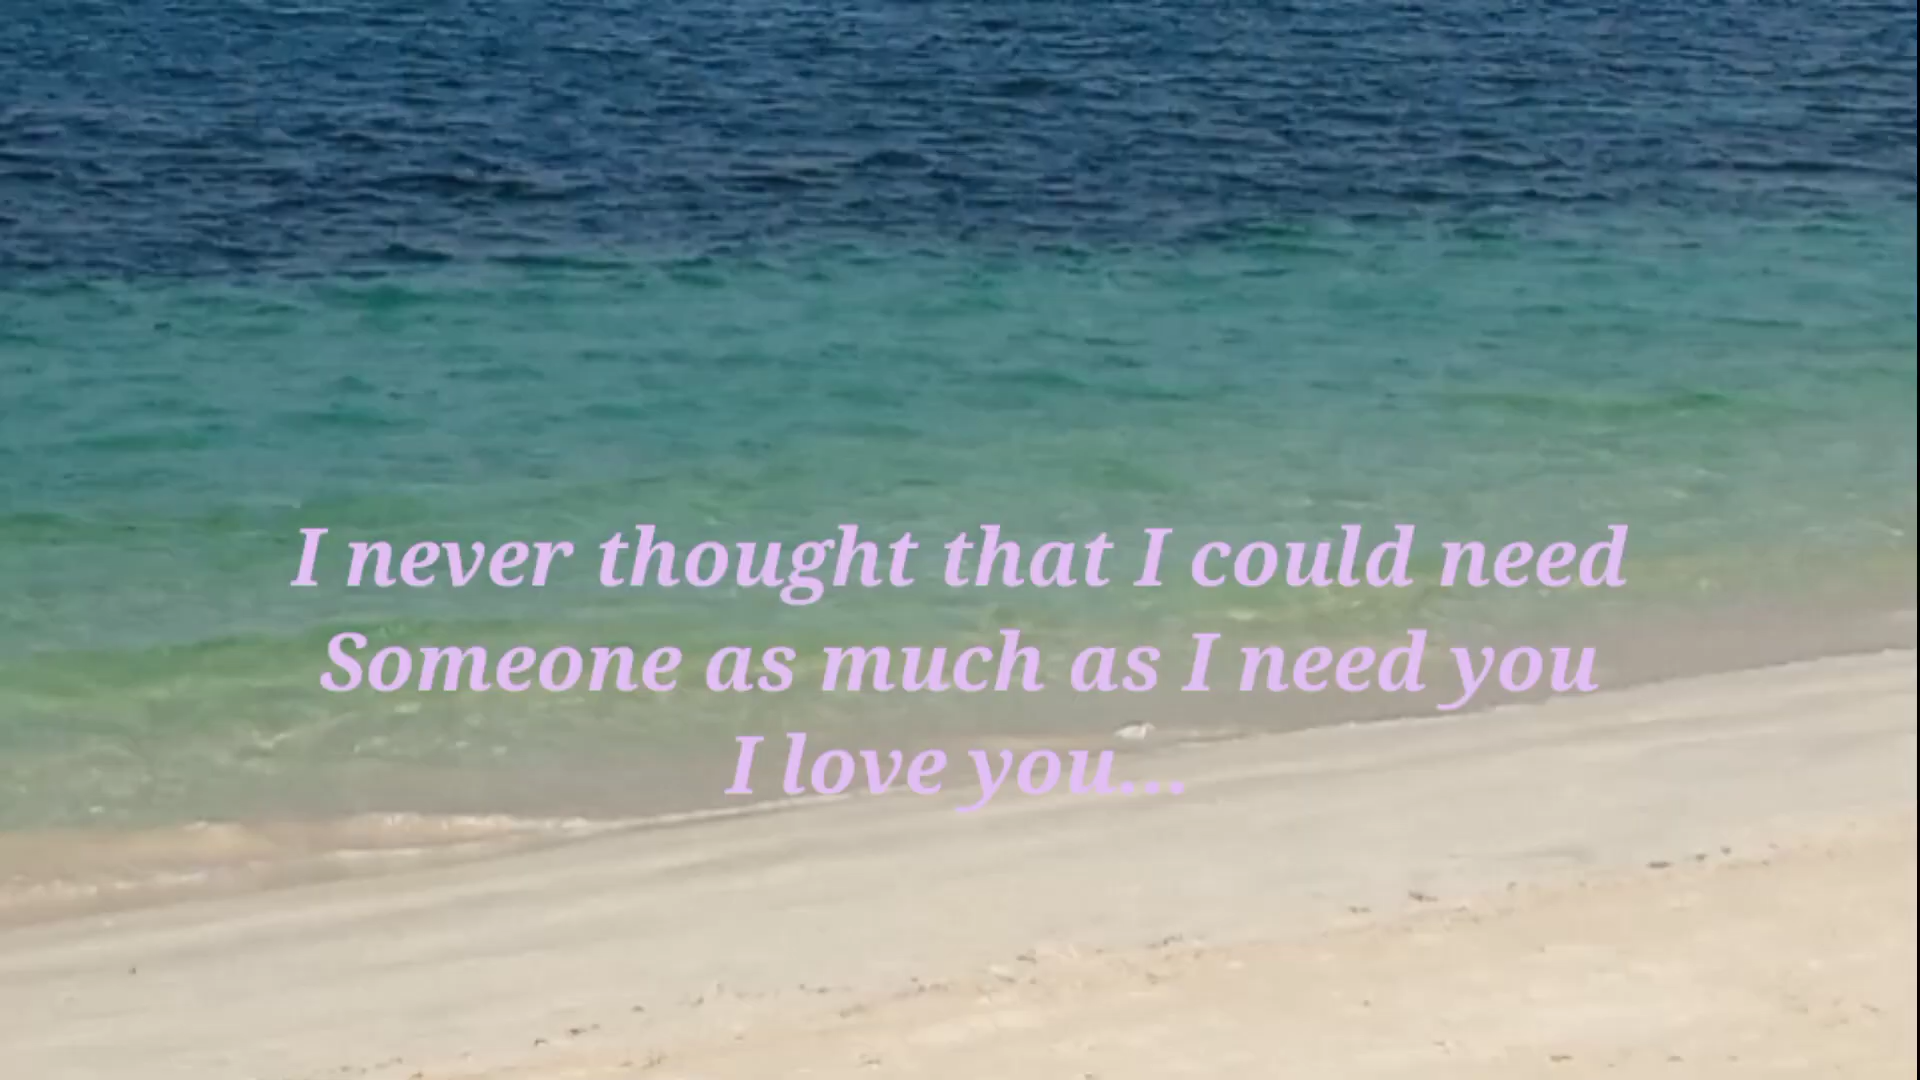 I never thought that I could need
Someone as much as I need you
I love you...